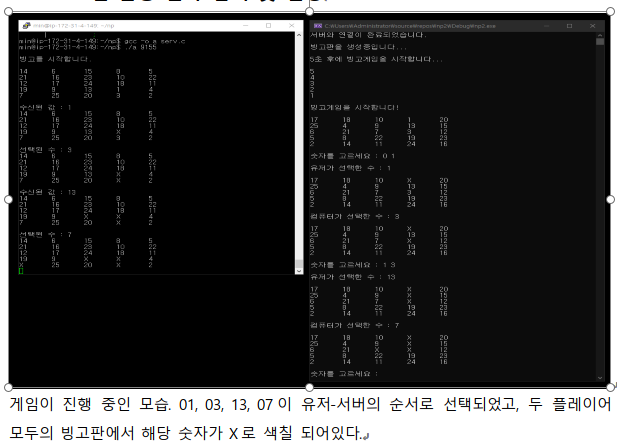 min@ip-172-31-4-149: ~/np
min@ip-172-31-4-149:~/np$ gcc -o a serv.c
min@ip-172-31-4-149:~/np$ ./a 9155
빙고를 시작합니다.
14 6 15 8 5
21 16 23 10 22
12 17 24 18 11
19 9 13 1 4
7 25 20 3 2
수신된 값 : 1
14 6 15 8 5
21 16 23 10 22
12 17 24 18 11
19 9 13 X 4
7 25 20 3 2
선택된 수 : 3
14 6 15 8 5
21 16 23 10 22
12 17 24 18 11
19 9 13 X 4
7 25 20 X 2
수신된 값 : 13
14 6 15 8 5
21 16 23 10 22
12 17 24 18 11
19 9 X X 4
7 25 20 X 2
선택된 수 : 7
14 6 15 8 5
21 16 23 10 22
12 17 24 18 11
19 9 X X 4
X 25 20 X 2
C:\Users\Administrator\source\repos\np2\Debug\np2.exe
서버와 연결이 완료되었습니다.
빙고판을 생성중입니다...
5초 후에 빙고게임을 시작합니다...
5
4
3
2
1
빙고게임을 시작합니다!
17 18 10 1 20
25 4 9 13 15
6 21 7 3 12
5 8 22 19 23
2 14 11 24 16
숫자를 고르세요 : 0 1
유저가 선택한 수 : 1
17 18 10 X 20
25 4 9 13 15
6 21 7 3 12
5 8 22 19 23
2 14 11 24 16
컴퓨터가 선택한 수 : 3
17 18 10 X 20
25 4 9 13 15
6 21 7 X 12
5 8 22 19 23
2 14 11 24 16
숫자를 고르세요 : 1 3
유저가 선택한 수 : 13
17 18 10 X 20
25 4 9 X 15
6 21 7 X 12
5 8 22 19 23
2 14 11 24 16
컴퓨터가 선택한 수 : 7
17 18 10 X 20
25 4 9 X 15
6 21 X X 12
5 8 22 19 23
2 14 11 24 16
숫자를 고르세요 :
게임이 진행 중인 모습. 01, 03, 13, 07 이 유저-서버의 순서로 선택되었고, 두 플레이어
모두의 빙고판에서 해당 숫자가 X 로 색칠 되어있다.